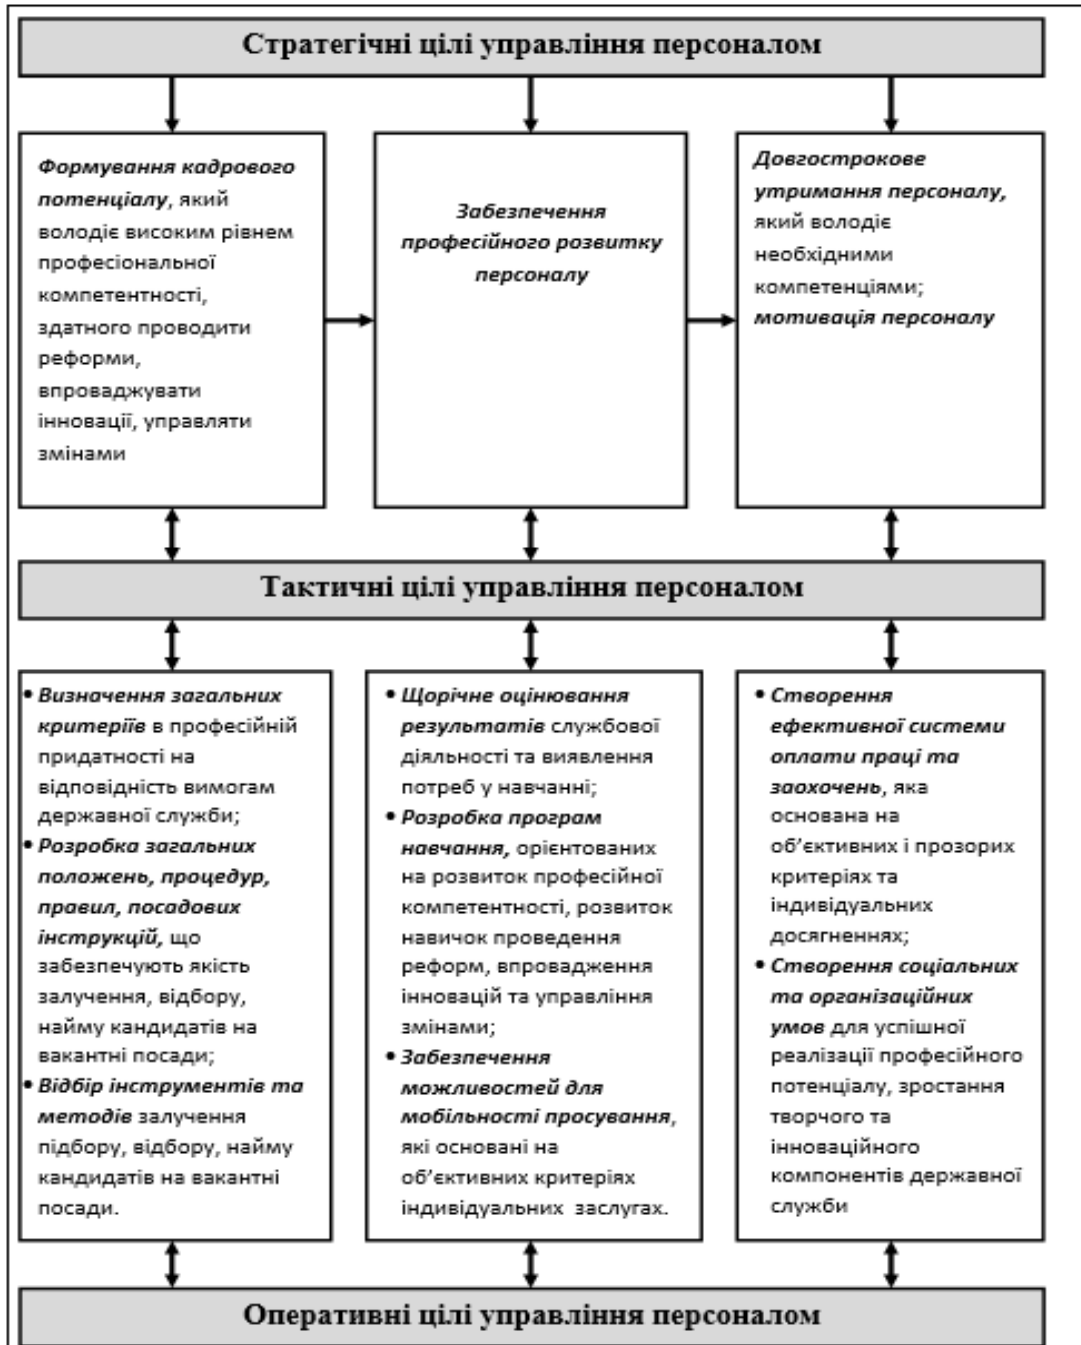 Стратегічні цілі управління персоналом
Формування кадрового
потенціалу, який
володіє високим рівнем
професіональної
компетентності,
здатного проводити
реформи,
впроваджувати
інновації, управляти
змінами
Забезпечення
професійного розвитку
персоналу
Довгострокове
утримання персоналу,
який володіє
необхідними
компетенціями;
мотивація персоналу
Тактичні цілі управління персоналом
• Визначення загальних
критеріїв в професійній
придатності на
відповідність вимогам
державної служби;
• Розробка загальних
положень, процедур,
правил, посадових
інструкцій, що
забезпечують якість
залучення, відбору,
найму кандидатів на
вакантні посади;
• Відбір інструментів та
методів залучення
підбору, відбору, найму
кандидатів на вакантні
посади.
• Щорічне оцінювання
результатів службової
діяльності та виявлення
потреб у навчанні;
• Розробка програм
навчання, орієнтованих
на розвиток професійної
компетентності, розвиток
навичок проведення
реформ, впровадження
інновацій та управління
змінами;
• Забезпечення
можливостей для
мобільності просування,
які основані на
об’єктивних критеріях
індивідуальних заслугах.
• Створення
ефективної системи
оплати праці та
заохочень, яка
основана на
об’єктивних і прозорих
критеріях та
індивідуальних
досягненнях;
• Створення соціальних
та організаційних
умов для успішної
реалізації професійного
потенціалу, зростання
творчого та
інноваційного
компонентів державної
служби
Оперативні цілі управління персоналом